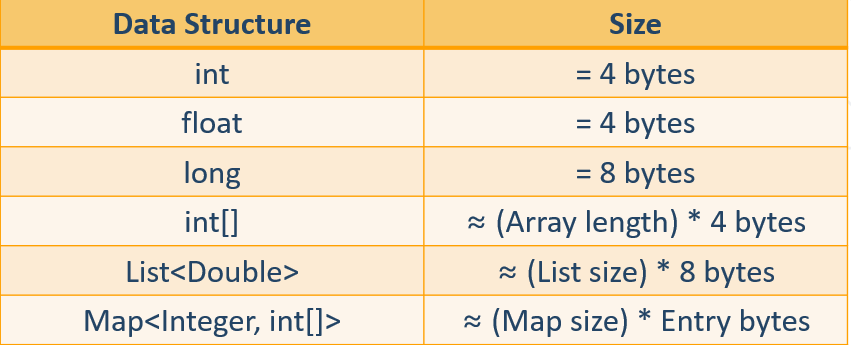 Data Structure Size
int = 4 bytes
float = 4 bytes
long = 8 bytes
int[] ≈ (Array length) * 4 bytes
List<Double> ≈ (List size) * 8 bytes
Map<Integer, int[]> ≈ (Map size) * Entry bytes